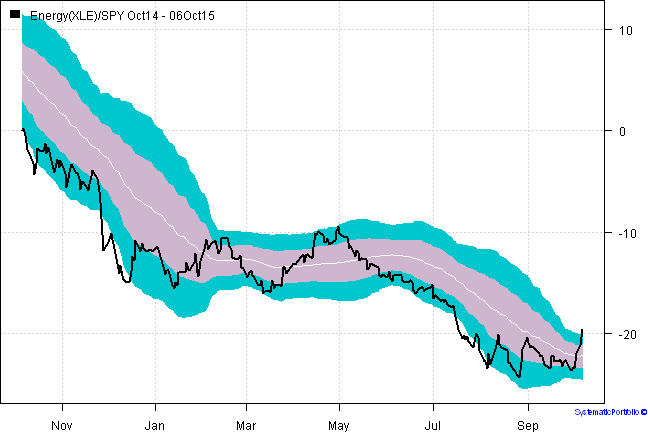 Energy(XLE)/SPY Oct14 - 06Oct15
10
0
-10
-20
Nov Jan Mar May Jul Sep
SystematicPortfolio ©